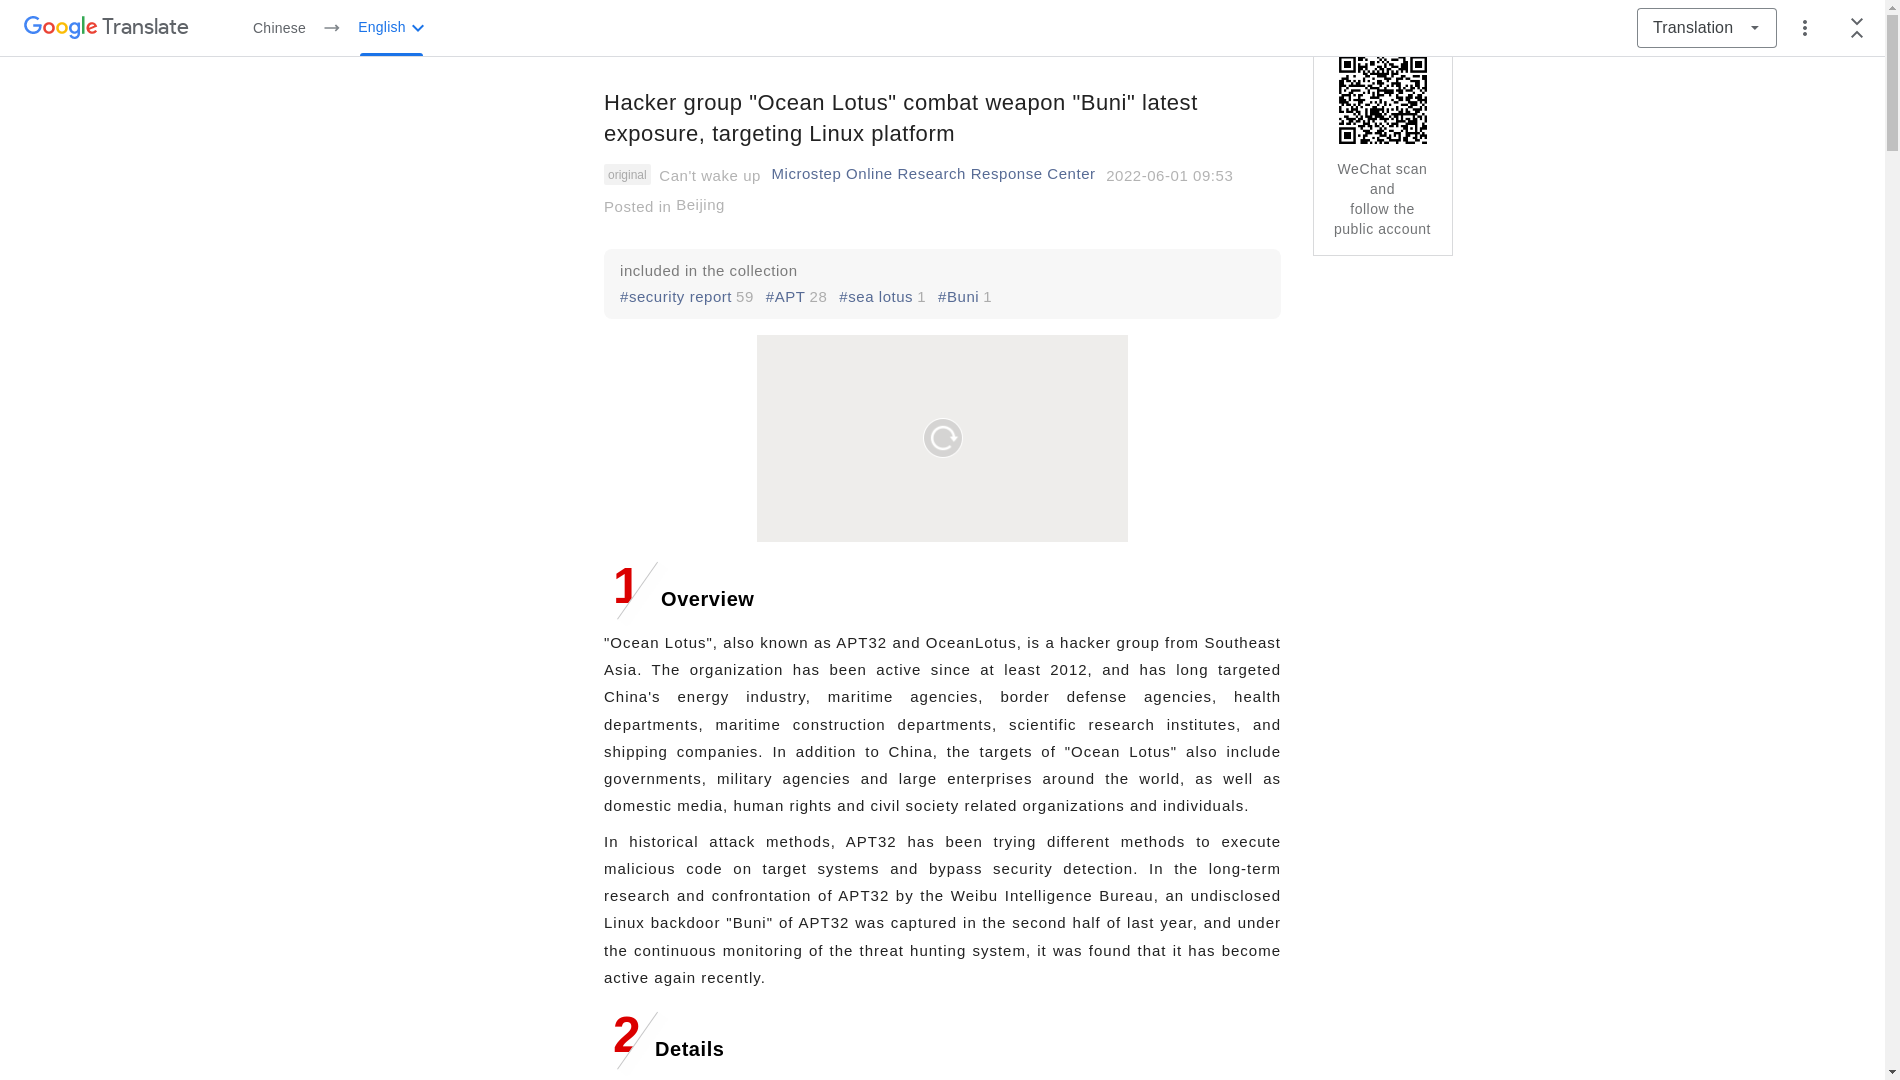 Google Translate
Chinese → English
Translation
Hacker group "Ocean Lotus" combat weapon "Buni" latest
exposure, targeting Linux platform
original Can't wake up Microstep Online Research Response Center 2022-06-01 09:53
Posted in Beijing
WeChat scan
and
follow the
public account
included in the collection
#security report 59 #APT 28 #sea lotus 1 #Buni 1
1 Overview
"Ocean Lotus", also known as APT32 and OceanLotus, is a hacker group from Southeast
Asia. The organization has been active since at least 2012, and has long targeted
China's energy industry, maritime agencies, border defense agencies, health
departments, maritime construction departments, scientific research institutes, and
shipping companies. In addition to China, the targets of "Ocean Lotus" also include
governments, military agencies and large enterprises around the world, as well as
domestic media, human rights and civil society related organizations and individuals.
In historical attack methods, APT32 has been trying different methods to execute
malicious code on target systems and bypass security detection. In the long-term
research and confrontation of APT32 by the Weibu Intelligence Bureau, an undisclosed
Linux backdoor "Buni" of APT32 was captured in the second half of last year, and under
the continuous monitoring of the threat hunting system, it was found that it has become
active again recently.
2 Details